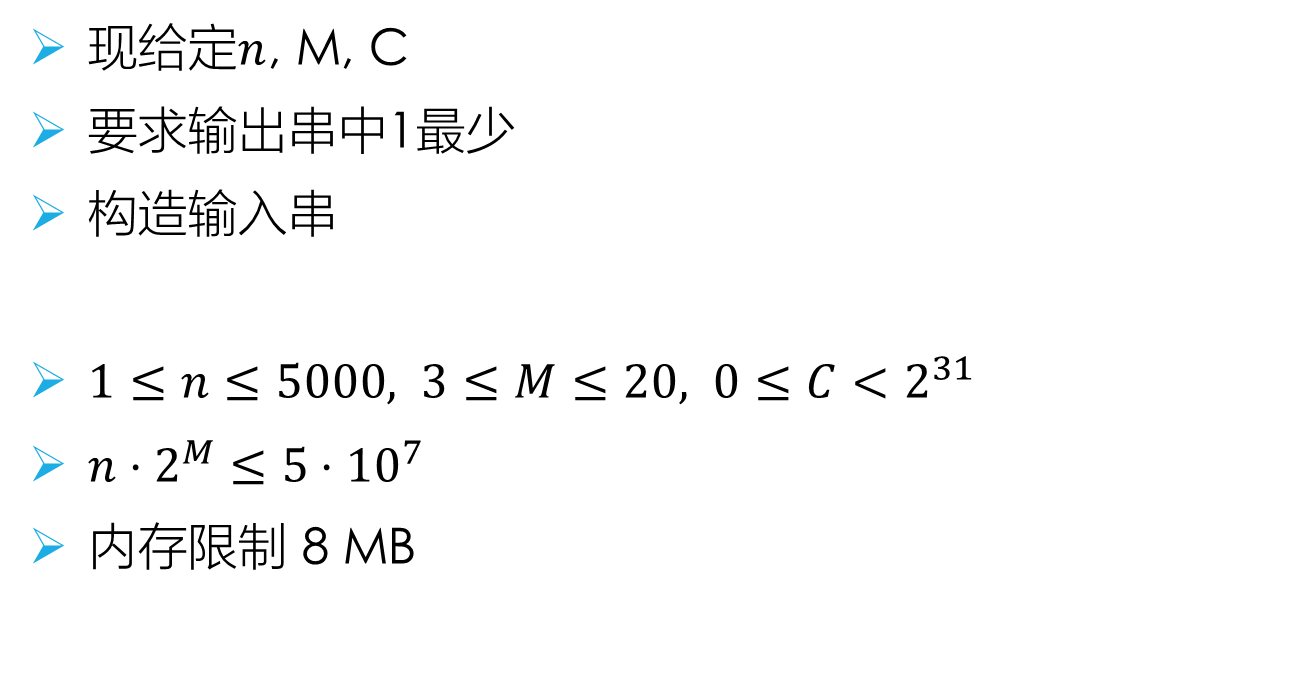 现给定n, M, C
要求输出串中1最少
构造输入串
1 ≤ n ≤ 5000, 3 ≤ M ≤ 20, 0 ≤ C < 2^31
n · 2^M ≤ 5 · 10^7
内存限制 8 MB